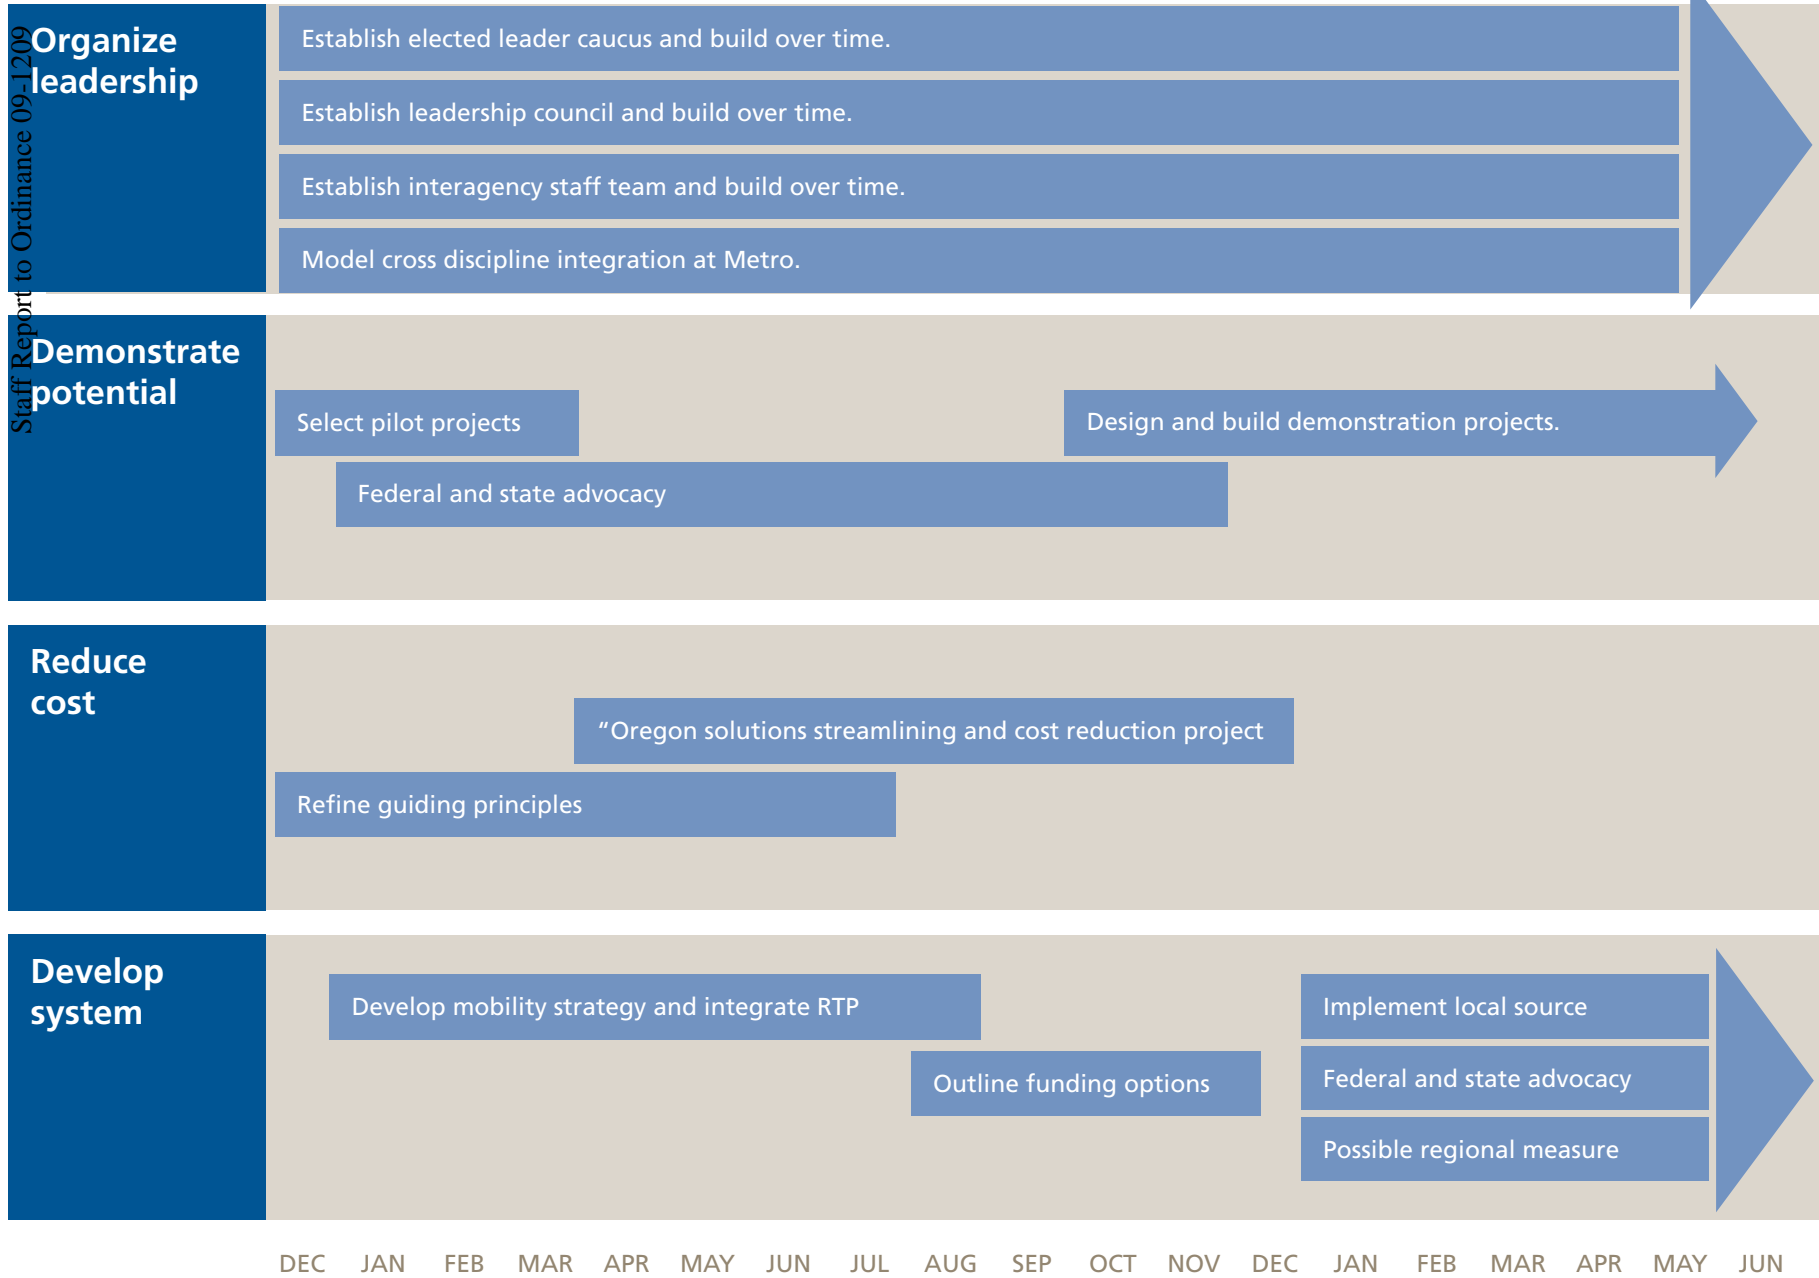 Staff Report to Ordinance 09-1209
Organize
leadership
Establish elected leader caucus and build over time.
Establish leadership council and build over time.
Establish interagency staff team and build over time.
Model cross discipline integration at Metro.
Demonstrate
potential
Select pilot projects
Design and build demonstration projects.
Federal and state advocacy
Reduce
cost
“Oregon solutions streamlining and cost reduction project
Refine guiding principles
Develop
system
Develop mobility strategy and integrate RTP
Implement local source
Outline funding options
Federal and state advocacy
Possible regional measure
DEC JAN FEB MAR APR MAY JUN JUL AUG SEP OCT NOV DEC JAN FEB MAR APR MAY JUN